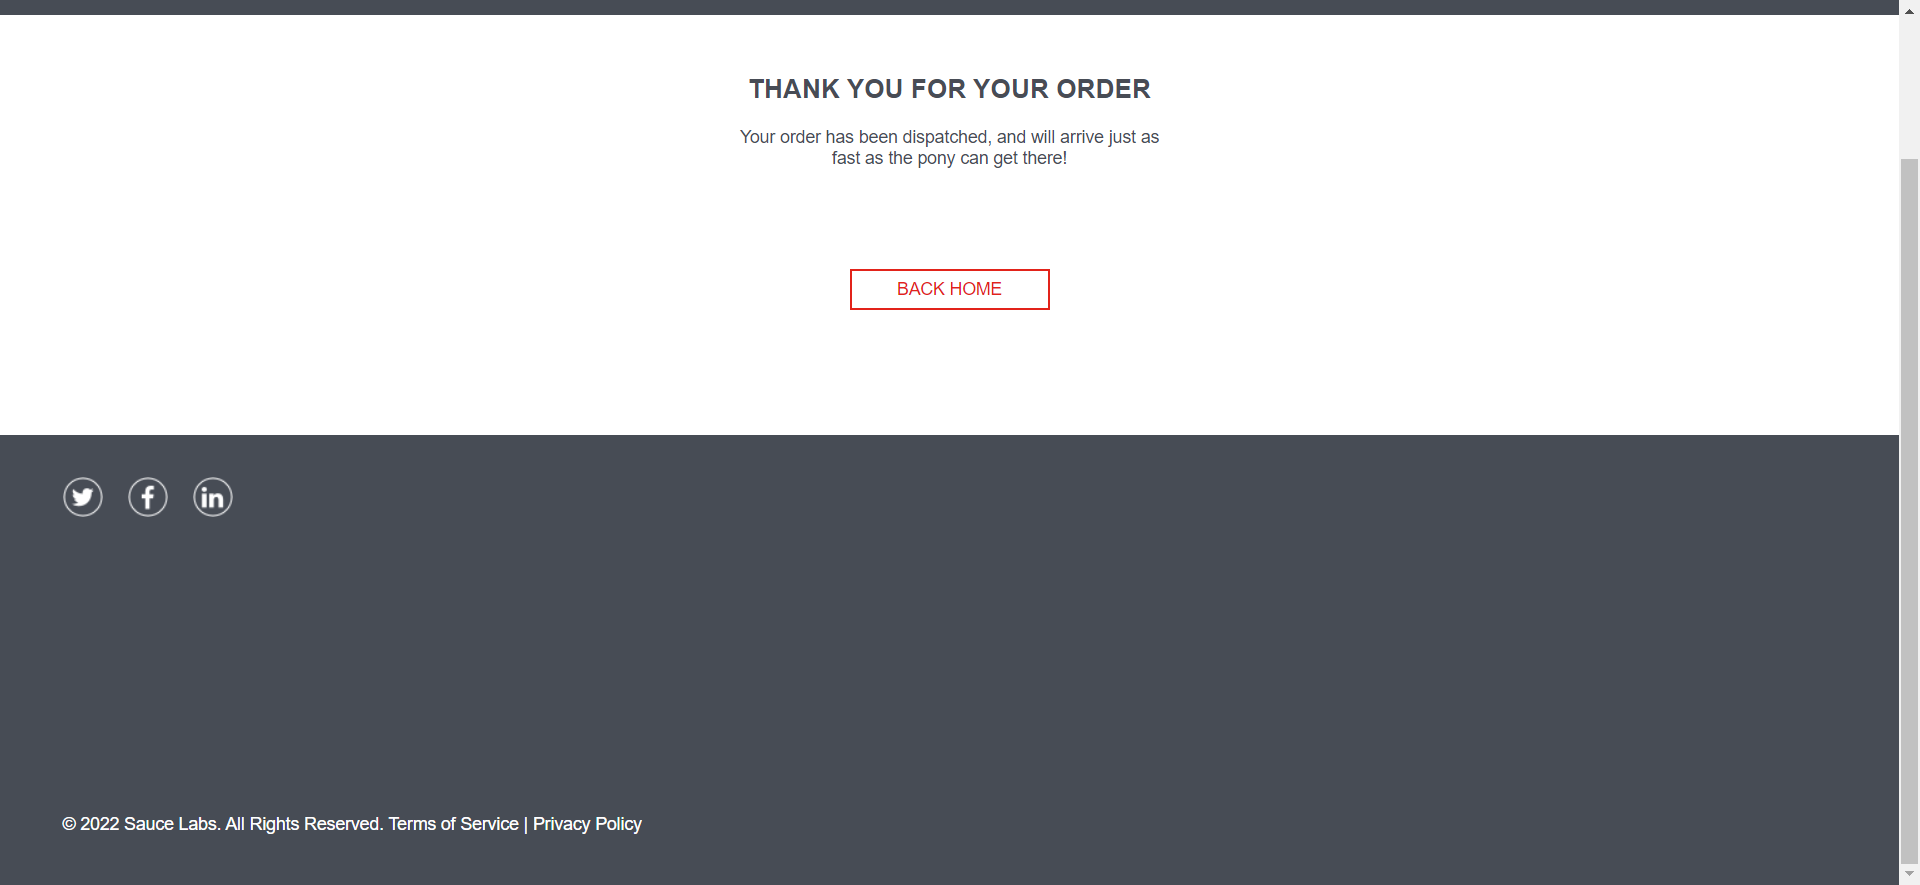 THANK YOU FOR YOUR ORDER
Your order has been dispatched, and will arrive just as
fast as the pony can get there!
BACK HOME
© 2022 Sauce Labs. All Rights Reserved. Terms of Service | Privacy Policy